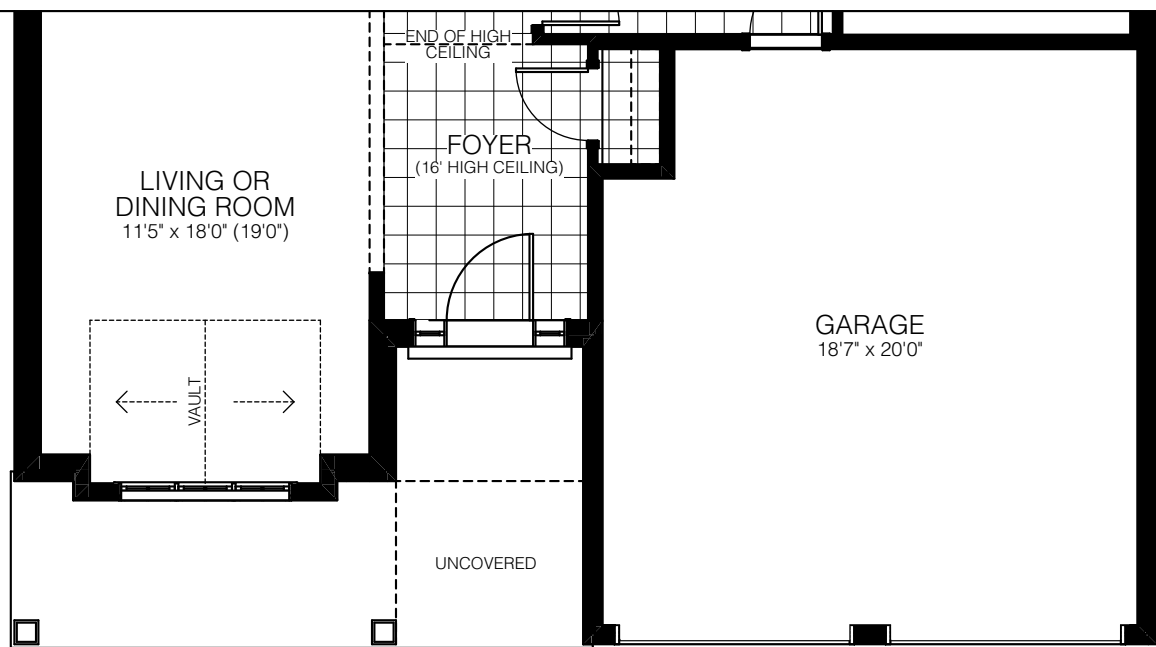 END OF HIGH
CEILING
FOYER
(16' HIGH CEILING)
LIVING OR
DINING ROOM
11'5" x 18'0" (19'0")
GARAGE
18'7" x 20'0"
VAULT
UNCOVERED